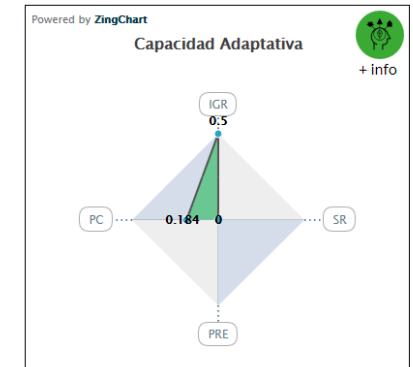 Powered by ZingChart
Capacidad Adaptativa
+ info
IGR
0.5
PC
0.184
0
SR
PRE